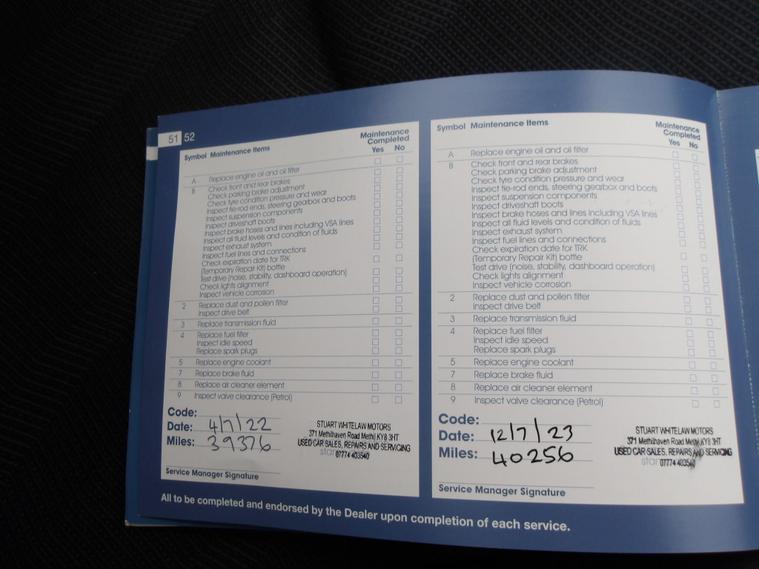 51 52
Symbol Maintenance Items
Maintenance Completed
Yes No
A Replace engine oil and oil filter
B Check front and rear brakes
Check parking brake adjustment
Check tyre condition pressure and wear
Inspect tie-rod ends, steering gearbox and boots
Inspect suspension components
Inspect driveshaft boots
Inspect brake hoses and lines including VSA lines
Inspect all fluid levels and condition of fluids
Inspect exhaust system
Inspect fuel lines and connections
Check expiration date for TRK
(Temporary Repair Kit) bottle
Test drive (noise, stability, dashboard operation)
Check lights alignment
Inspect vehicle corrosion
2 Replace dust and pollen filter
Inspect drive belt
3 Replace transmission fluid
4 Replace fuel filter
Inspect idle speed
Replace spark plugs
5 Replace engine coolant
7 Replace brake fluid
8 Replace air cleaner element
9 Inspect valve clearance (Petrol)
Code:
Date: 4/7/22
Miles: 39376
STUART WHITELAW MOTORS
371 Methilhaven Road Methil KY8 3HT
USED CAR SALES, REPAIRS AND SERVICING
07774 403540
Service Manager Signature
Symbol Maintenance Items
Maintenance Completed
Yes No
A Replace engine oil and oil filter
B Check front and rear brakes
Check parking brake adjustment
Check tyre condition pressure and wear
Inspect tie-rod ends, steering gearbox and boots
Inspect suspension components
Inspect driveshaft boots
Inspect brake hoses and lines including VSA lines
Inspect all fluid levels and condition of fluids
Inspect exhaust system
Inspect fuel lines and connections
Check expiration date for TRK
(Temporary Repair Kit) bottle
Test drive (noise, stability, dashboard operation)
Check lights alignment
Inspect vehicle corrosion
2 Replace dust and pollen filter
Inspect drive belt
3 Replace transmission fluid
4 Replace fuel filter
Inspect idle speed
Replace spark plugs
5 Replace engine coolant
7 Replace brake fluid
8 Replace air cleaner element
9 Inspect valve clearance (Petrol)
Code:
Date: 12/7/23
Miles: 40256
STUART WHITELAW MOTORS
371 Methilhaven Road Methil KY8 3HT
USED CAR SALES, REPAIRS AND SERVICING
07774 403540
Service Manager Signature
All to be completed and endorsed by the Dealer upon completion of each service.